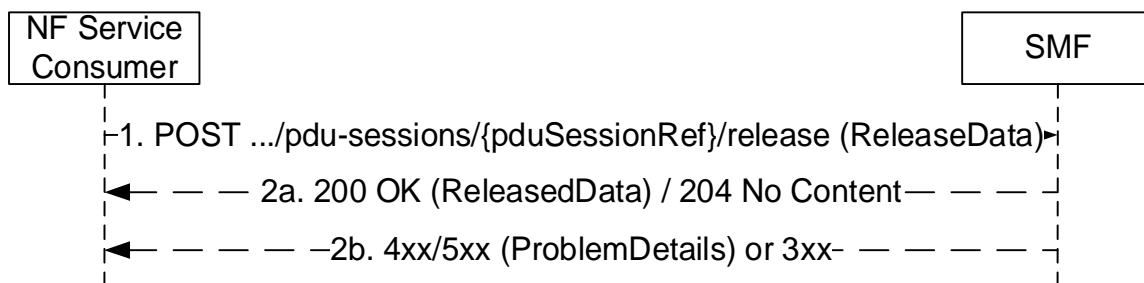 NF Service
Consumer
SMF
1. POST .../pdu-sessions/{pduSessionRef}/release (ReleaseData)
2a. 200 OK (ReleasedData) / 204 No Content
2b. 4xx/5xx (ProblemDetails) or 3xx